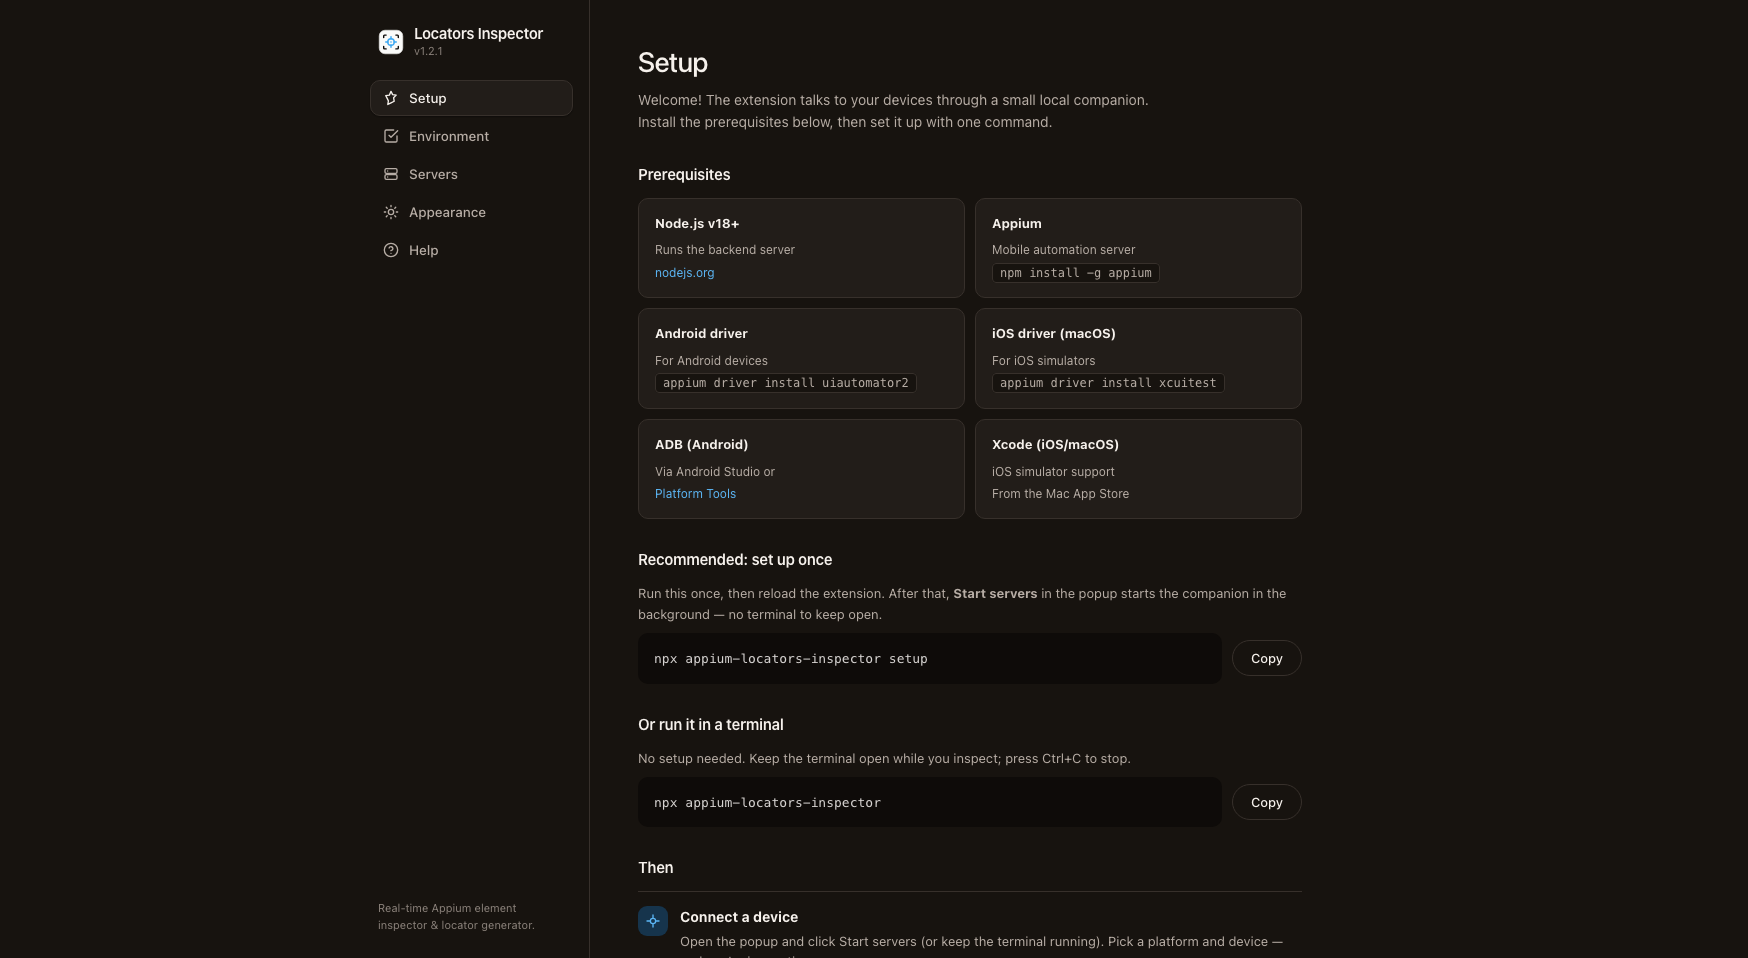 Locators Inspector
v1.2.1
Setup
Environment
Servers
Appearance
Help
Real-time Appium element
inspector & locator generator.
Setup
Welcome! The extension talks to your devices through a small local companion.
Install the prerequisites below, then set it up with one command.
Prerequisites
Node.js v18+
Runs the backend server
nodejs.org
Appium
Mobile automation server
npm install -g appium
Android driver
For Android devices
appium driver install uiautomator2
iOS driver (macOS)
For iOS simulators
appium driver install xcuitest
ADB (Android)
Via Android Studio or
Platform Tools
Xcode (iOS/macOS)
iOS simulator support
From the Mac App Store
Recommended: set up once
Run this once, then reload the extension. After that, Start servers in the popup starts the companion in the
background — no terminal to keep open.
npx appium-locators-inspector setup
Copy
Or run it in a terminal
No setup needed. Keep the terminal open while you inspect; press Ctrl+C to stop.
npx appium-locators-inspector
Copy
Then
Connect a device
Open the popup and click Start servers (or keep the terminal running). Pick a platform and device —